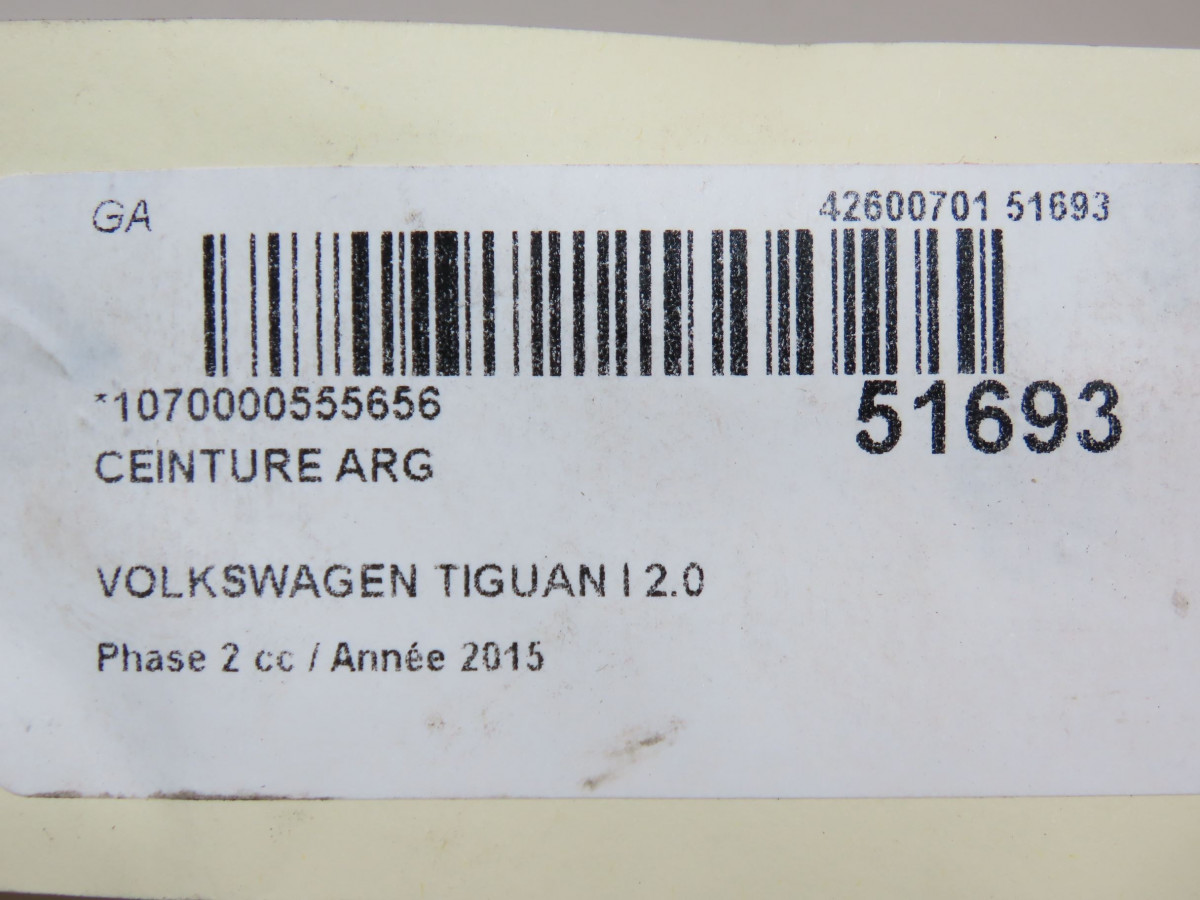 GA
42600701 51693
*1070000555656
51693
CEINTURE ARG
VOLKSWAGEN TIGUAN I 2.0
Phase 2 cc / Année 2015